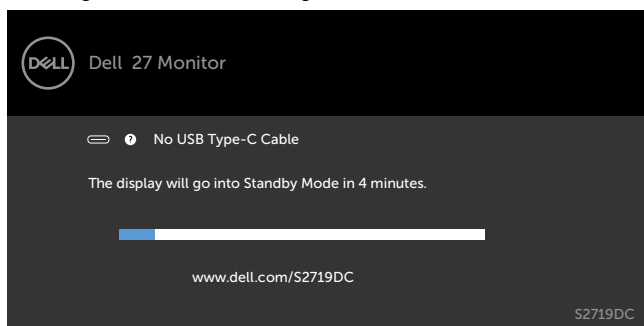 DELL
Dell 27 Monitor
? No USB Type-C Cable
The display will go into Standby Mode in 4 minutes.
www.dell.com/S2719DC
S2719DC